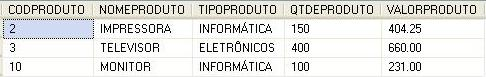 CODPRODUTO NOMEPRODUTO TIPOPRODUTO QTDEPRODUTO VALORPRODUTO
2 IMPRESSORA INFORMÁTICA 150 404.25
3 TELEVISOR ELETRÔNICOS 400 660.00
10 MONITOR INFORMÁTICA 100 231.00